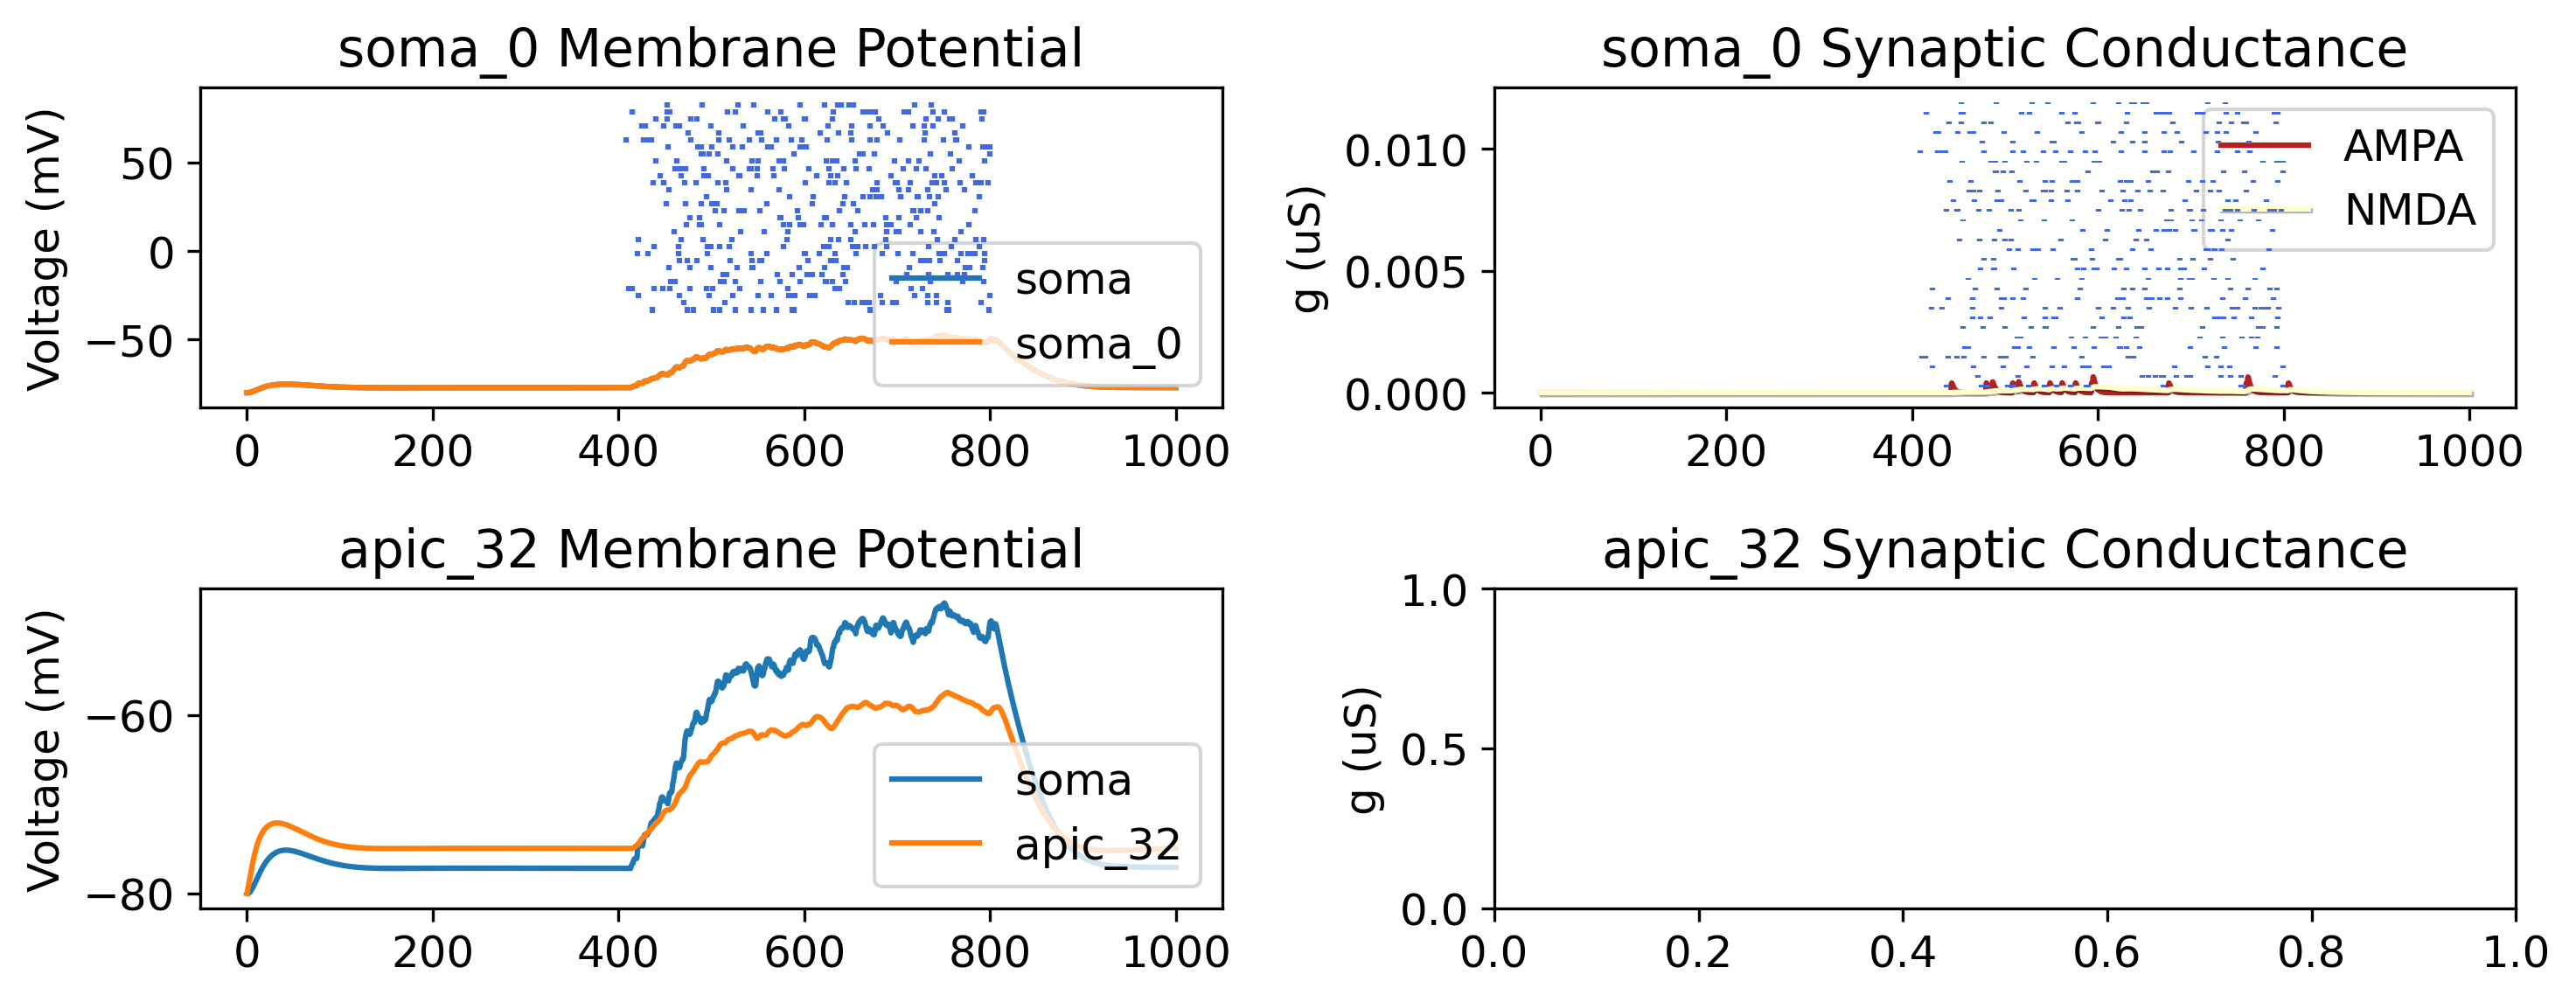 soma_0 Membrane Potential
Voltage (mV)
50
0
−50
soma
soma_0
0 200 400 600 800 1000
soma_0 Synaptic Conductance
g (uS)
0.010
0.005
0.000
AMPA
NMDA
0 200 400 600 800 1000
apic_32 Membrane Potential
Voltage (mV)
−60
−80
soma
apic_32
0 200 400 600 800 1000
apic_32 Synaptic Conductance
g (uS)
1.0
0.5
0.0
0.0 0.2 0.4 0.6 0.8 1.0